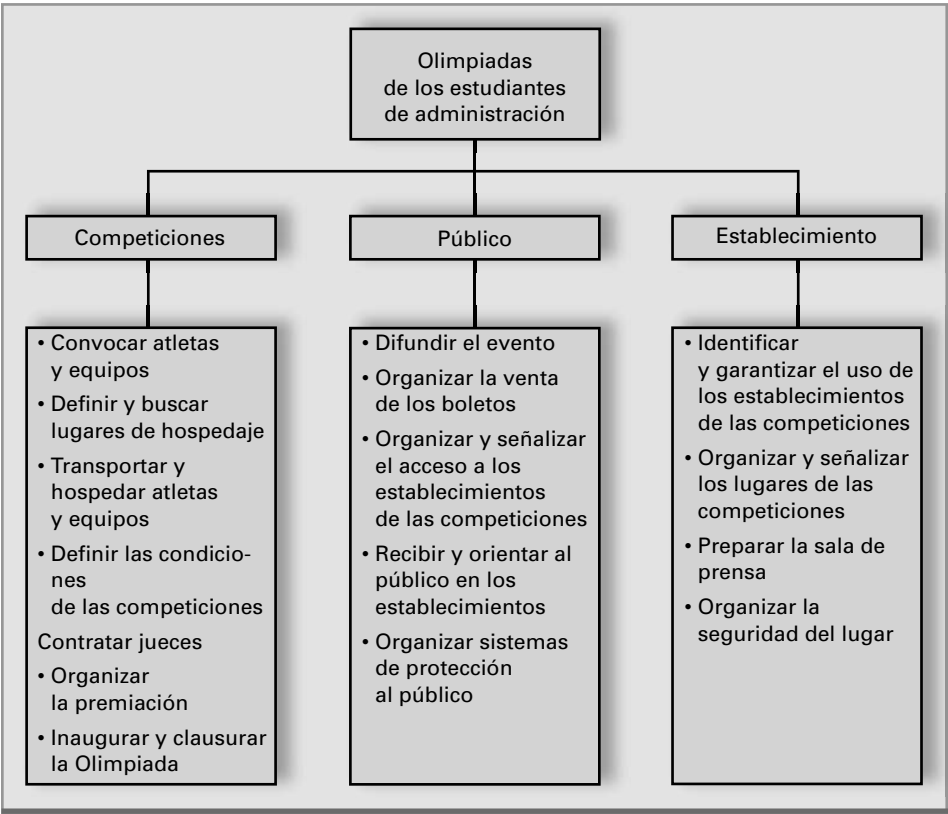 Olimpiadas
de los estudiantes
de administración
Competiciones
Público
Establecimiento
• Convocar atletas
y equipos
• Definir y buscar
lugares de hospedaje
• Transportar y
hospedar atletas
y equipos
• Definir las condicio-
nes
de las competiciones
Contratar jueces
• Organizar
la premiación
• Inaugurar y clausurar
la Olimpiada
• Difundir el evento
• Organizar la venta
de los boletos
• Organizar y señalizar
el acceso a los
establecimientos
de las competiciones
• Recibir y orientar al
público en los
establecimientos
• Organizar sistemas
de protección
al público
• Identificar
y garantizar el uso de
los establecimientos
de las competiciones
• Organizar y señalizar
los lugares de las
competiciones
• Preparar la sala de
prensa
• Organizar la
seguridad del lugar